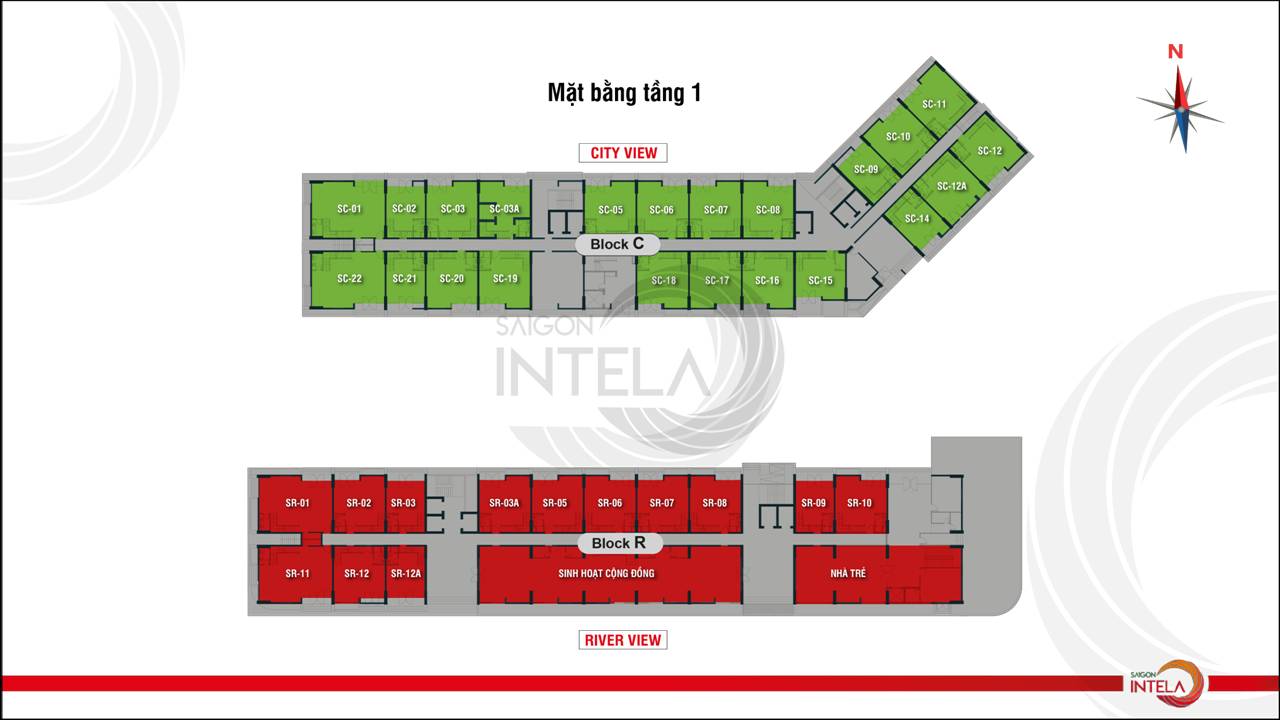 N
Mặt bằng tầng 1
CITY VIEW
SC-11
SC-10
SC-12
SC-09
SC-12A
SC-14
SC-01
SC-02
SC-03
SC-03A
SC-05
SC-06
SC-07
SC-08
Block C
SC-22
SC-21
SC-20
SC-19
SC-18
SC-17
SC-16
SC-15
SAIGON
INTELA
SR-01
SR-02
SR-03
SR-03A
SR-05
SR-06
SR-07
SR-08
SR-09
SR-10
Block R
SR-11
SR-12
SR-12A
SINH HOẠT CỘNG ĐỒNG
NHÀ TRẺ
RIVER VIEW
SAIGON
INTELA